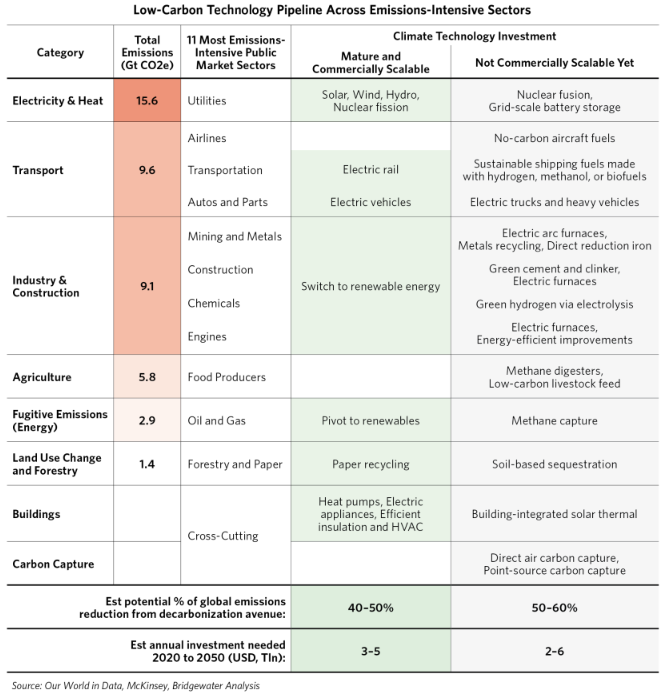 Low-Carbon Technology Pipeline Across Emissions-Intensive Sectors
Category
Total
Emissions
(Gt CO2e)
11 Most Emissions-
Intensive Public
Market Sectors
Climate Technology Investment
Mature and
Commercially Scalable
Not Commercially Scalable Yet
Electricity & Heat
15.6
Utilities
Solar, Wind, Hydro,
Nuclear fission
Nuclear fusion,
Grid-scale battery storage
Transport
9.6
Airlines
No-carbon aircraft fuels
Transportation
Electric rail
Sustainable shipping fuels made
with hydrogen, methanol, or biofuels
Autos and Parts
Electric vehicles
Electric trucks and heavy vehicles
Industry &
Construction
9.1
Mining and Metals
Switch to renewable energy
Electric arc furnaces,
Metals recycling, Direct reduction iron
Construction
Green cement and clinker,
Electric furnaces
Chemicals
Green hydrogen via electrolysis
Engines
Electric furnaces,
Energy-efficient improvements
Agriculture
5.8
Food Producers
Methane digesters,
Low-carbon livestock feed
Fugitive Emissions
(Energy)
2.9
Oil and Gas
Pivot to renewables
Methane capture
Land Use Change
and Forestry
1.4
Forestry and Paper
Paper recycling
Soil-based sequestration
Buildings
Cross-Cutting
Heat pumps, Electric
appliances, Efficient
insulation and HVAC
Building-integrated solar thermal
Carbon Capture
Direct air carbon capture,
Point-source carbon capture
Est potential % of global emissions
reduction from decarbonization avenue:
40–50%
50–60%
Est annual investment needed
2020 to 2050 (USD, Tln):
3–5
2–6
Source: Our World in Data, McKinsey, Bridgewater Analysis